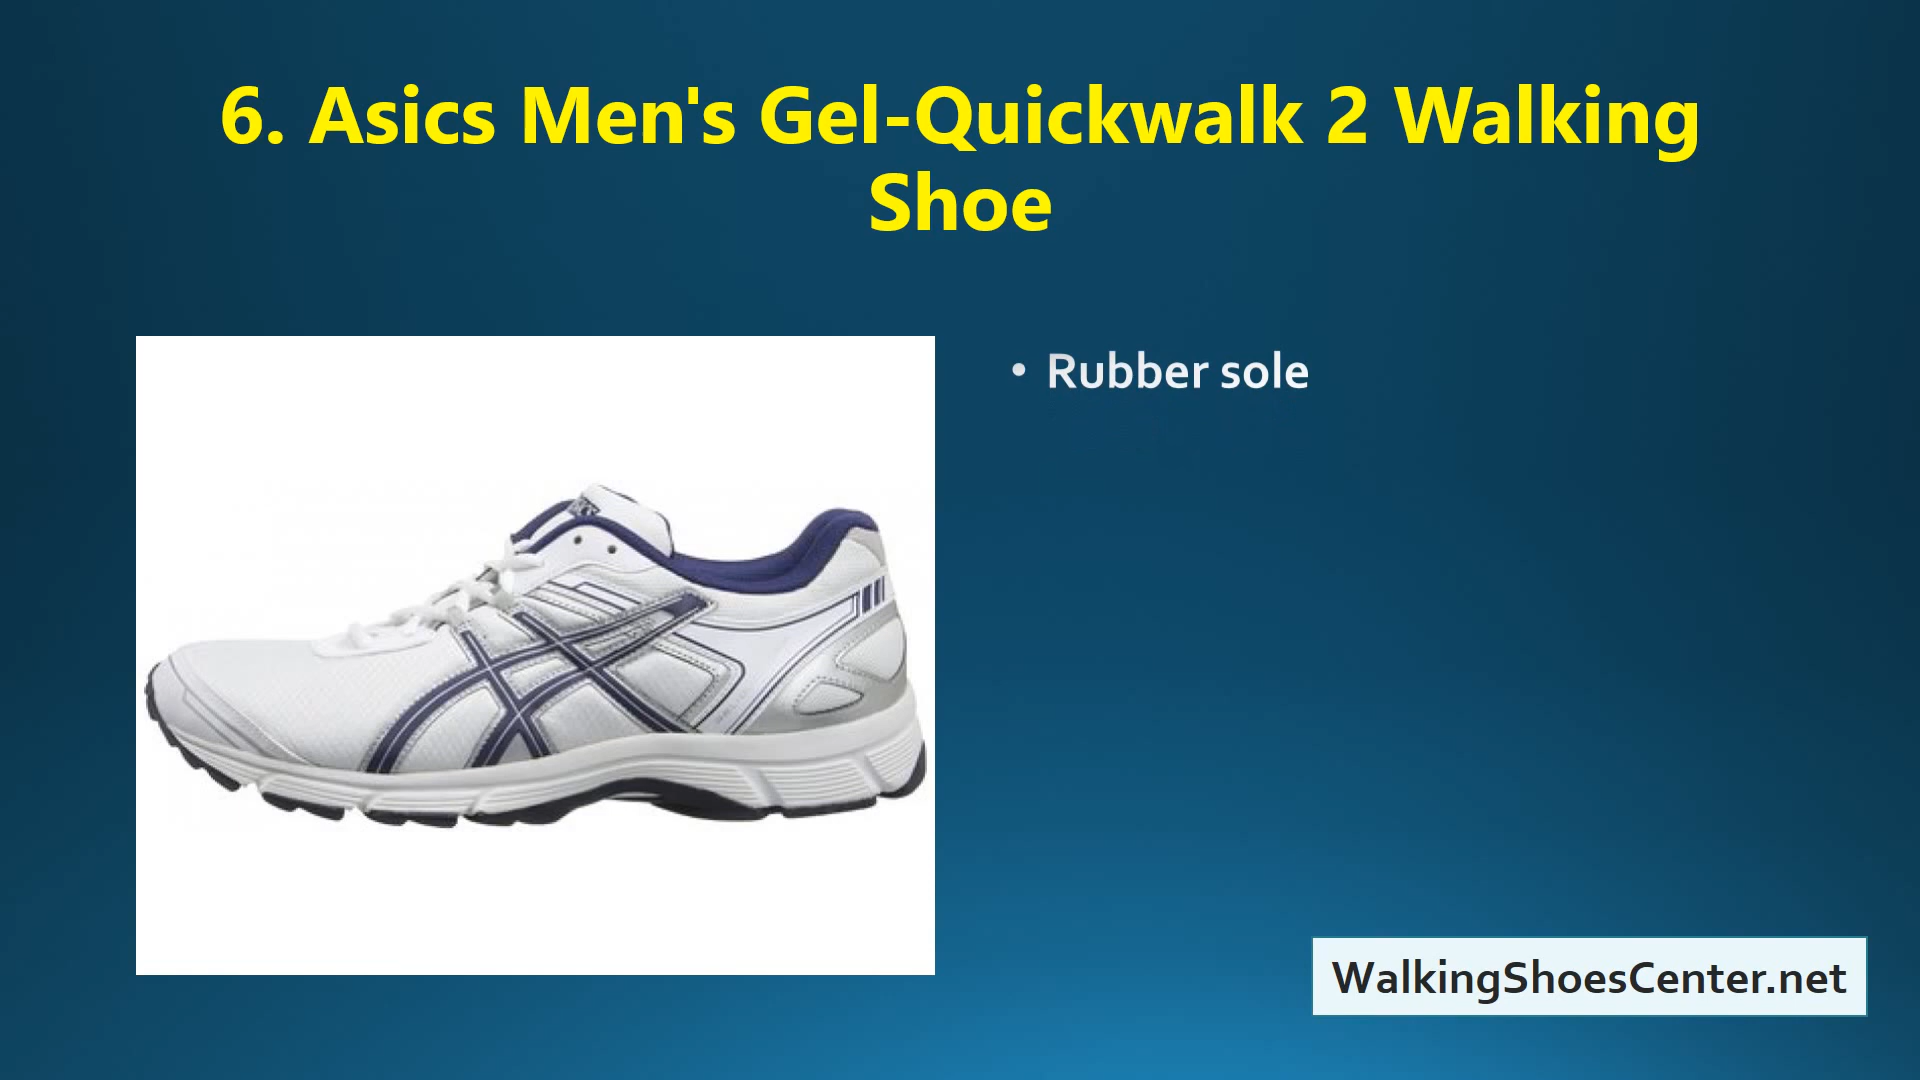 6. Asics Men's Gel-Quickwalk 2 Walking
Shoe
• Rubber sole
WalkingShoesCenter.net